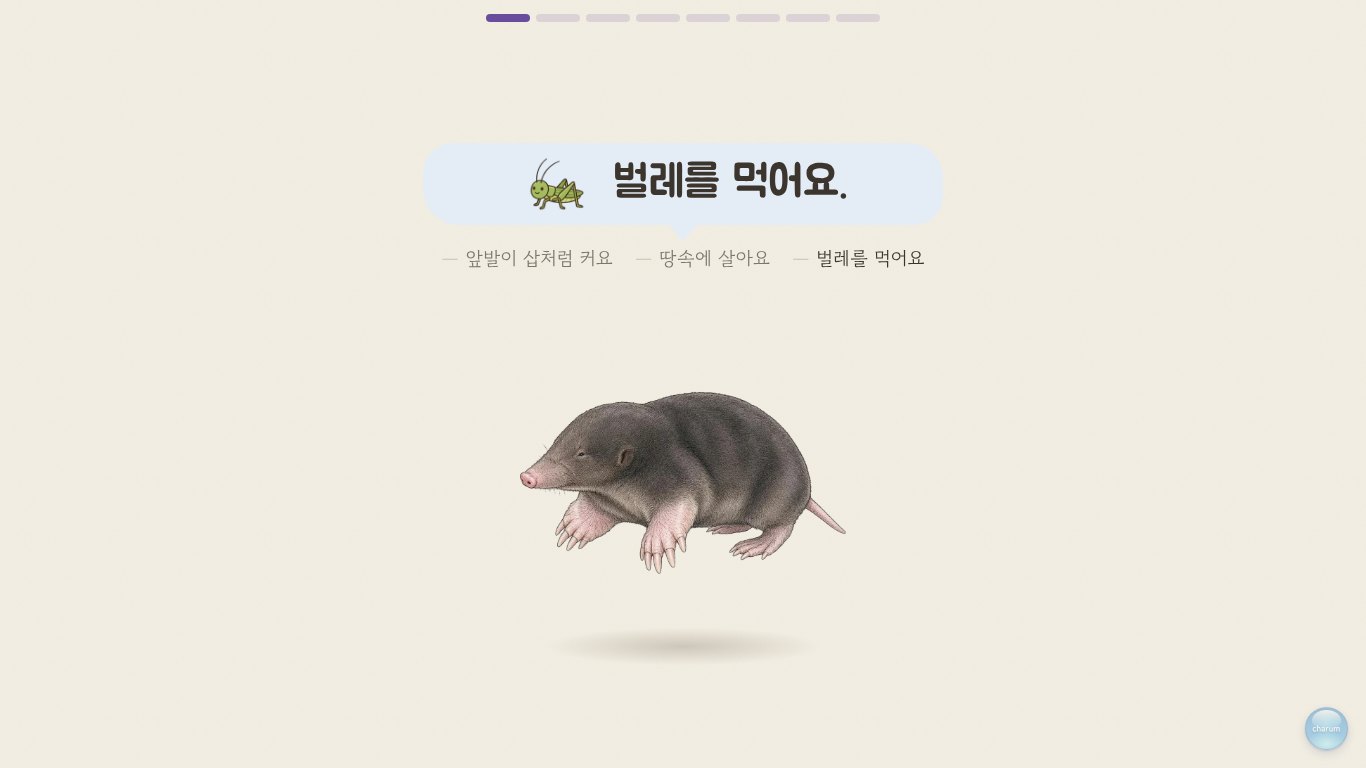 벌레를 먹어요.
— 앞발이 삽처럼 커요 — 땅속에 살아요 — 벌레를 먹어요
charum